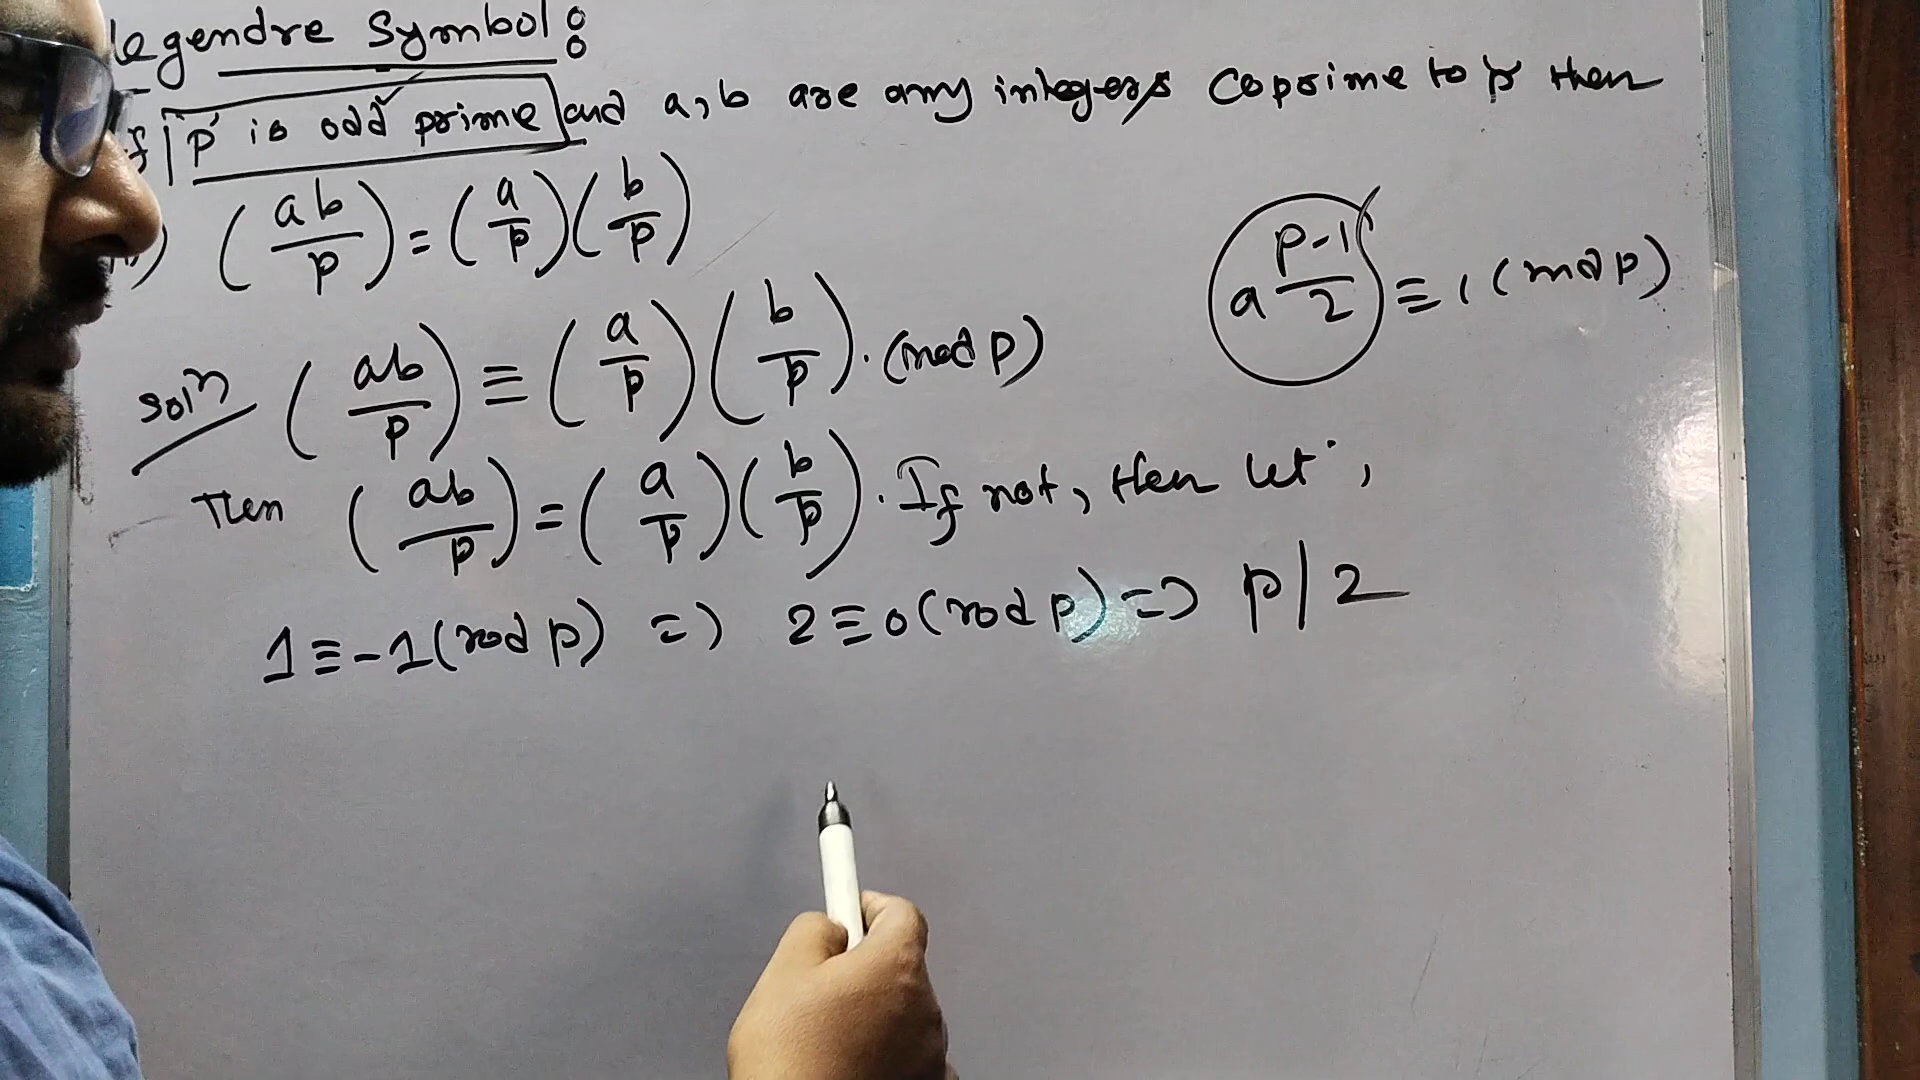 legendre Symbol:
If 'p' is odd prime and a, b are any integers coprime to p then
(ab/p) = (a/p)(b/p)
a^((p-1)/2) ≡ 1 (mod p)
Sol'n (ab/p) ≡ (a/p)(b/p). (mod p)
Then (ab/p) = (a/p)(b/p). If not, then let,
1 ≡ -1 (mod p) => 2 ≡ 0 (mod p) => p/2